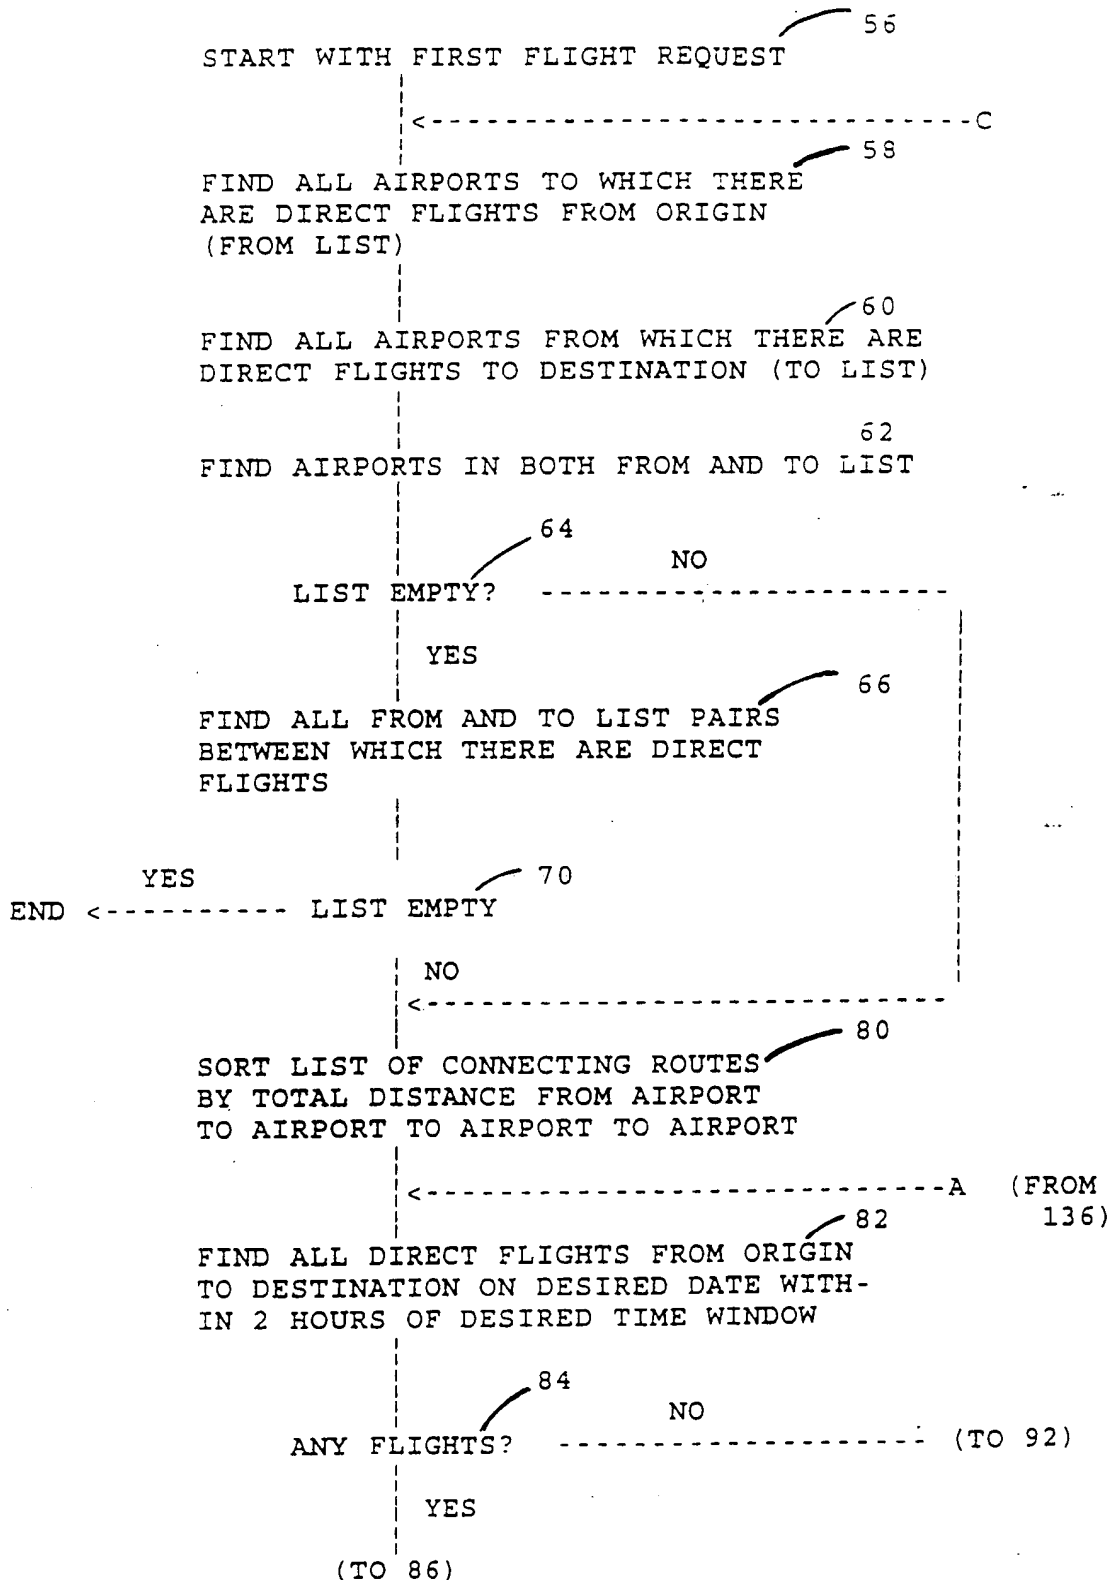 56
START WITH FIRST FLIGHT REQUEST
<-----------------------------C
58
FIND ALL AIRPORTS TO WHICH THERE
ARE DIRECT FLIGHTS FROM ORIGIN
(FROM LIST)
60
FIND ALL AIRPORTS FROM WHICH THERE ARE
DIRECT FLIGHTS TO DESTINATION (TO LIST)
62
FIND AIRPORTS IN BOTH FROM AND TO LIST
64
NO
LIST EMPTY?
YES
66
FIND ALL FROM AND TO LIST PAIRS
BETWEEN WHICH THERE ARE DIRECT
FLIGHTS
70
YES
END <---------- LIST EMPTY
NO
80
SORT LIST OF CONNECTING ROUTES
BY TOTAL DISTANCE FROM AIRPORT
TO AIRPORT TO AIRPORT TO AIRPORT
<----------------------------A (FROM
136)
82
FIND ALL DIRECT FLIGHTS FROM ORIGIN
TO DESTINATION ON DESIRED DATE WITH-
IN 2 HOURS OF DESIRED TIME WINDOW
84
NO
ANY FLIGHTS? -------------------- (TO 92)
YES
(TO 86)